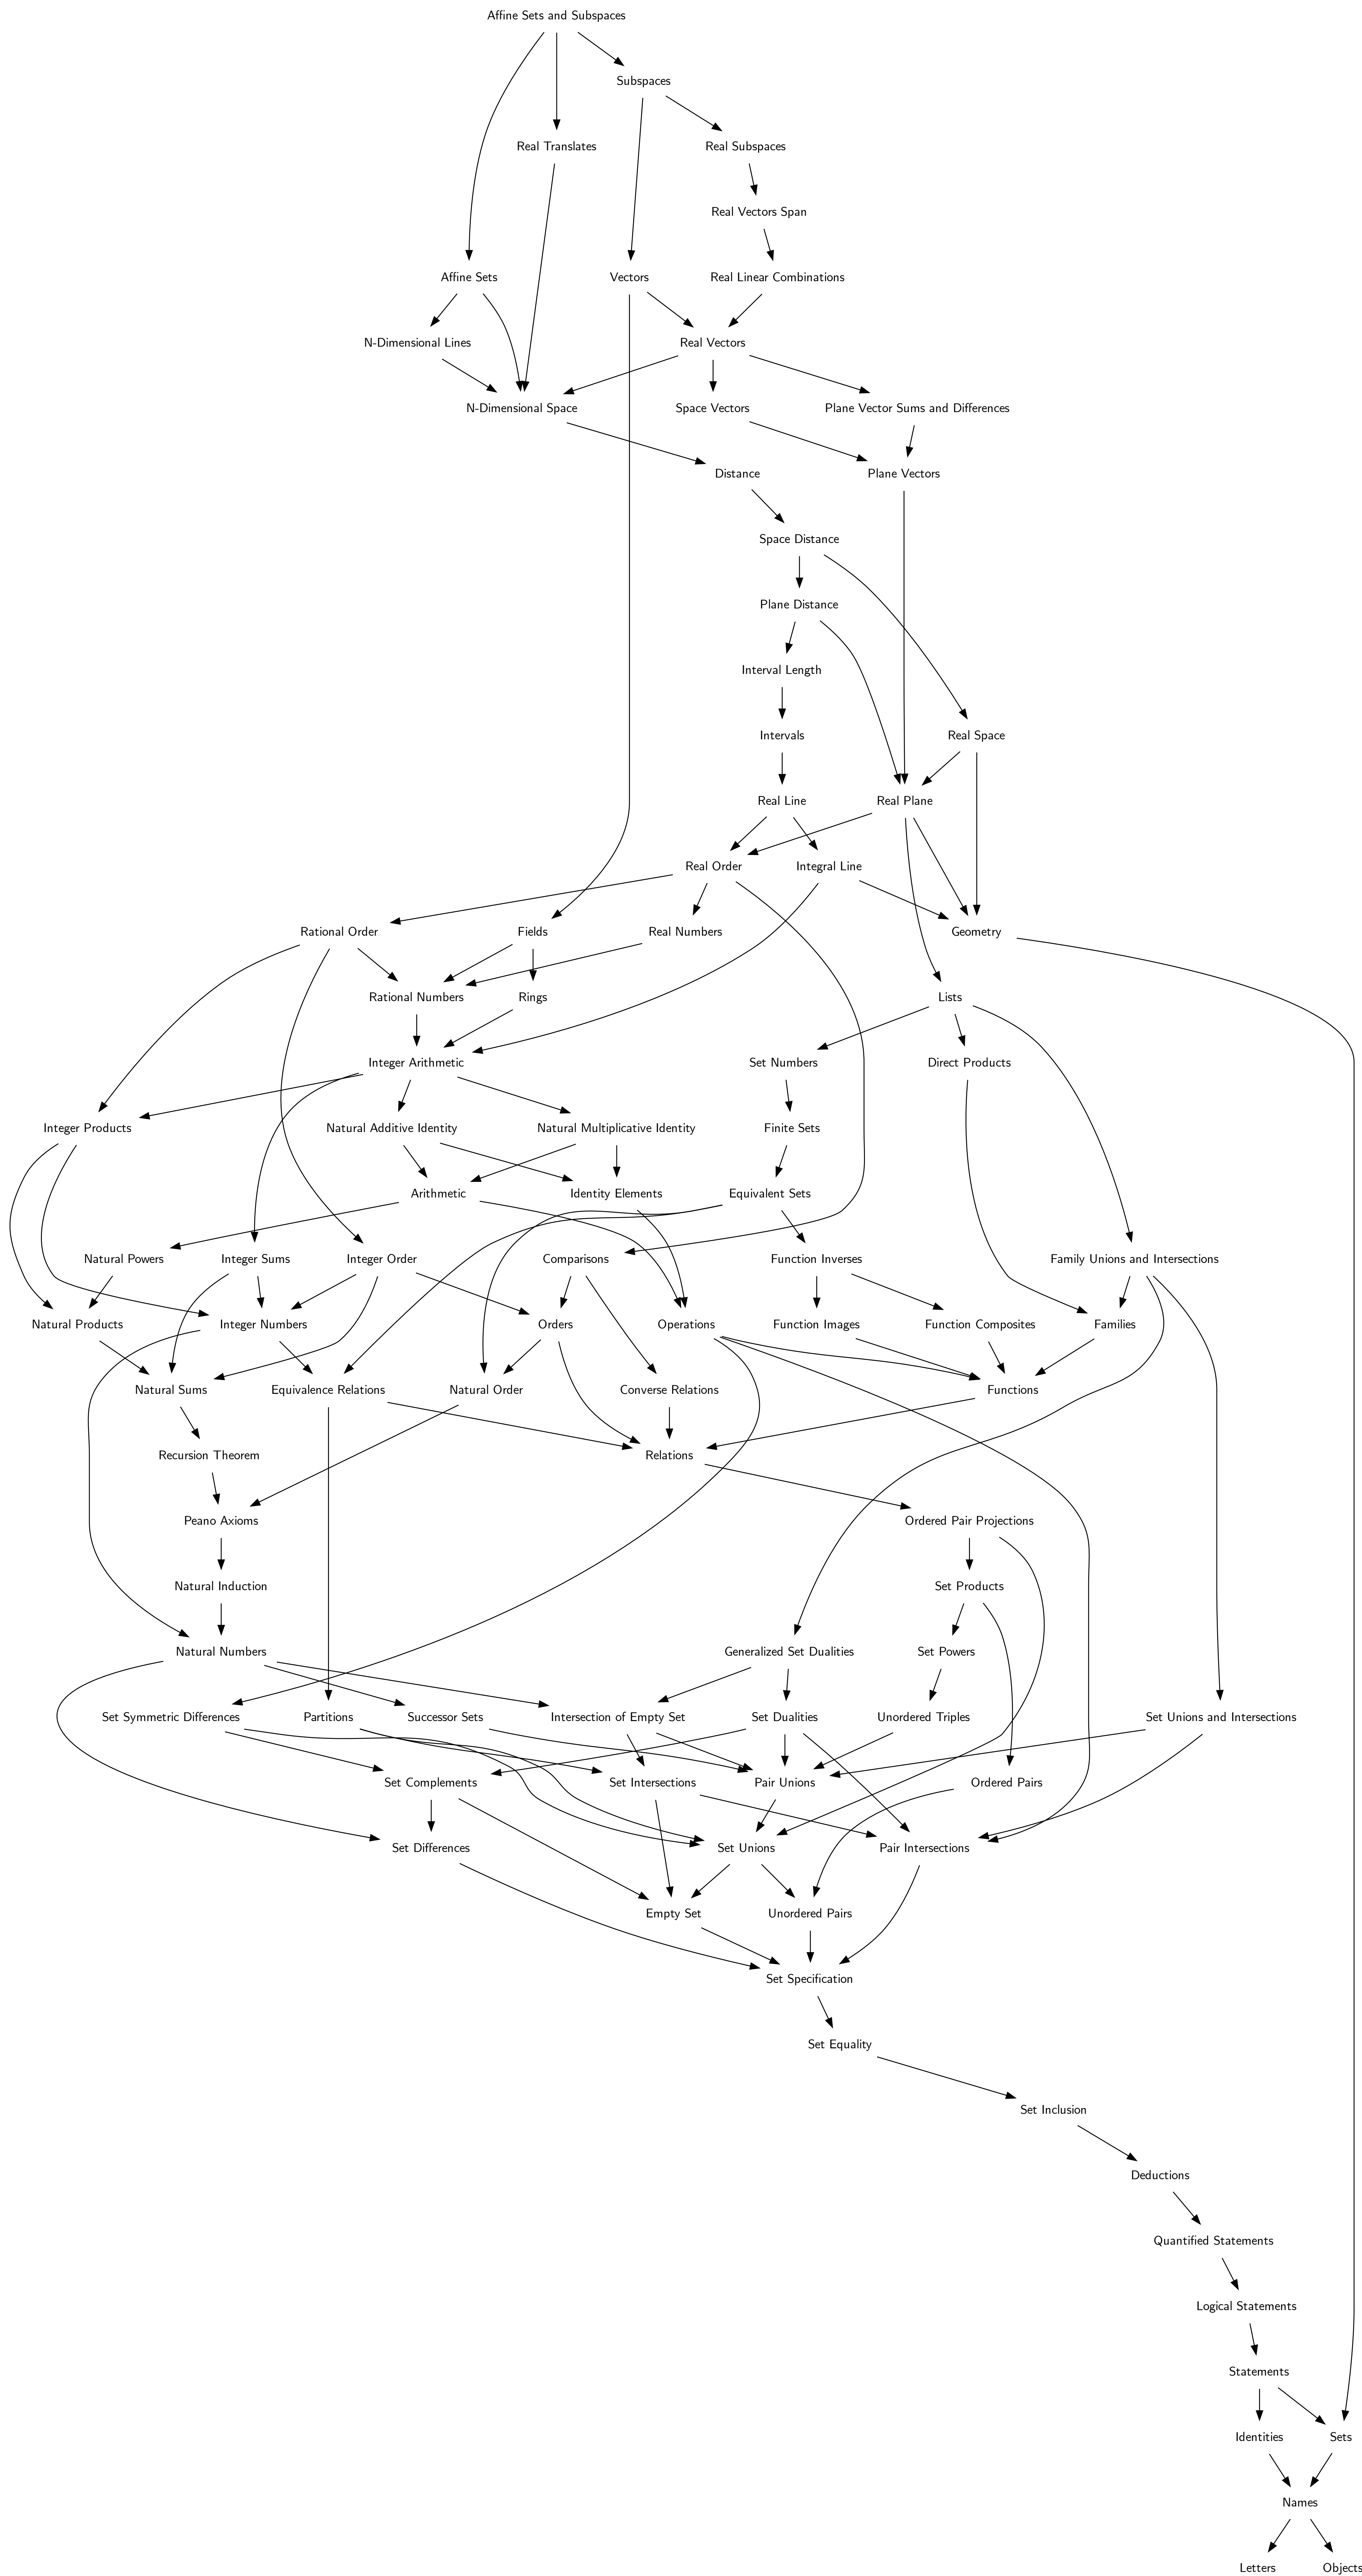 Affine Sets and Subspaces
Subspaces
Real Translates
Real Subspaces
Real Vectors Span
Affine Sets
Vectors
Real Linear Combinations
N-Dimensional Lines
Real Vectors
N-Dimensional Space
Space Vectors
Plane Vector Sums and Differences
Distance
Plane Vectors
Space Distance
Plane Distance
Interval Length
Intervals
Real Space
Real Line
Real Plane
Real Order
Integral Line
Rational Order
Fields
Real Numbers
Geometry
Rational Numbers
Rings
Lists
Integer Arithmetic
Set Numbers
Direct Products
Integer Products
Natural Additive Identity
Natural Multiplicative Identity
Finite Sets
Arithmetic
Identity Elements
Equivalent Sets
Natural Powers
Integer Sums
Integer Order
Comparisons
Function Inverses
Family Unions and Intersections
Natural Products
Integer Numbers
Orders
Operations
Function Images
Function Composites
Families
Natural Sums
Equivalence Relations
Natural Order
Converse Relations
Functions
Recursion Theorem
Relations
Peano Axioms
Ordered Pair Projections
Natural Induction
Set Products
Natural Numbers
Generalized Set Dualities
Set Powers
Set Symmetric Differences
Partitions
Successor Sets
Intersection of Empty Set
Set Dualities
Unordered Triples
Set Unions and Intersections
Set Complements
Set Intersections
Pair Unions
Ordered Pairs
Set Differences
Set Unions
Pair Intersections
Empty Set
Unordered Pairs
Set Specification
Set Equality
Set Inclusion
Deductions
Quantified Statements
Logical Statements
Statements
Identities
Sets
Names
Letters
Objects